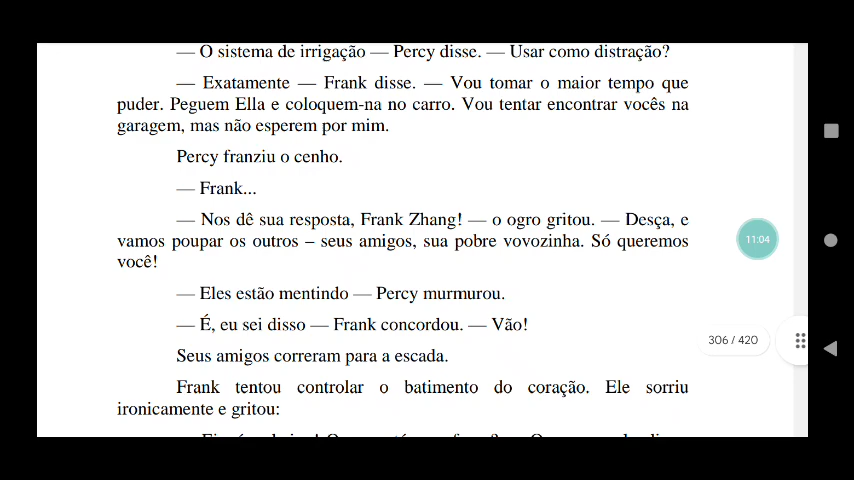 — O sistema de irrigação — Percy disse. — Usar como distração?
— Exatamente — Frank disse. — Vou tomar o maior tempo que
puder. Peguem Ella e coloquem-na no carro. Vou tentar encontrar vocês na
garagem, mas não esperem por mim.
Percy franziu o cenho.
— Frank...
— Nos dê sua resposta, Frank Zhang! — o ogro gritou. — Desça, e
vamos poupar os outros – seus amigos, sua pobre vovozinha. Só queremos
você!
— Eles estão mentindo — Percy murmurou.
— É, eu sei disso — Frank concordou. — Vão!
Seus amigos correram para a escada.
Frank tentou controlar o batimento do coração. Ele sorriu
ironicamente e gritou:
11:04
306 / 420